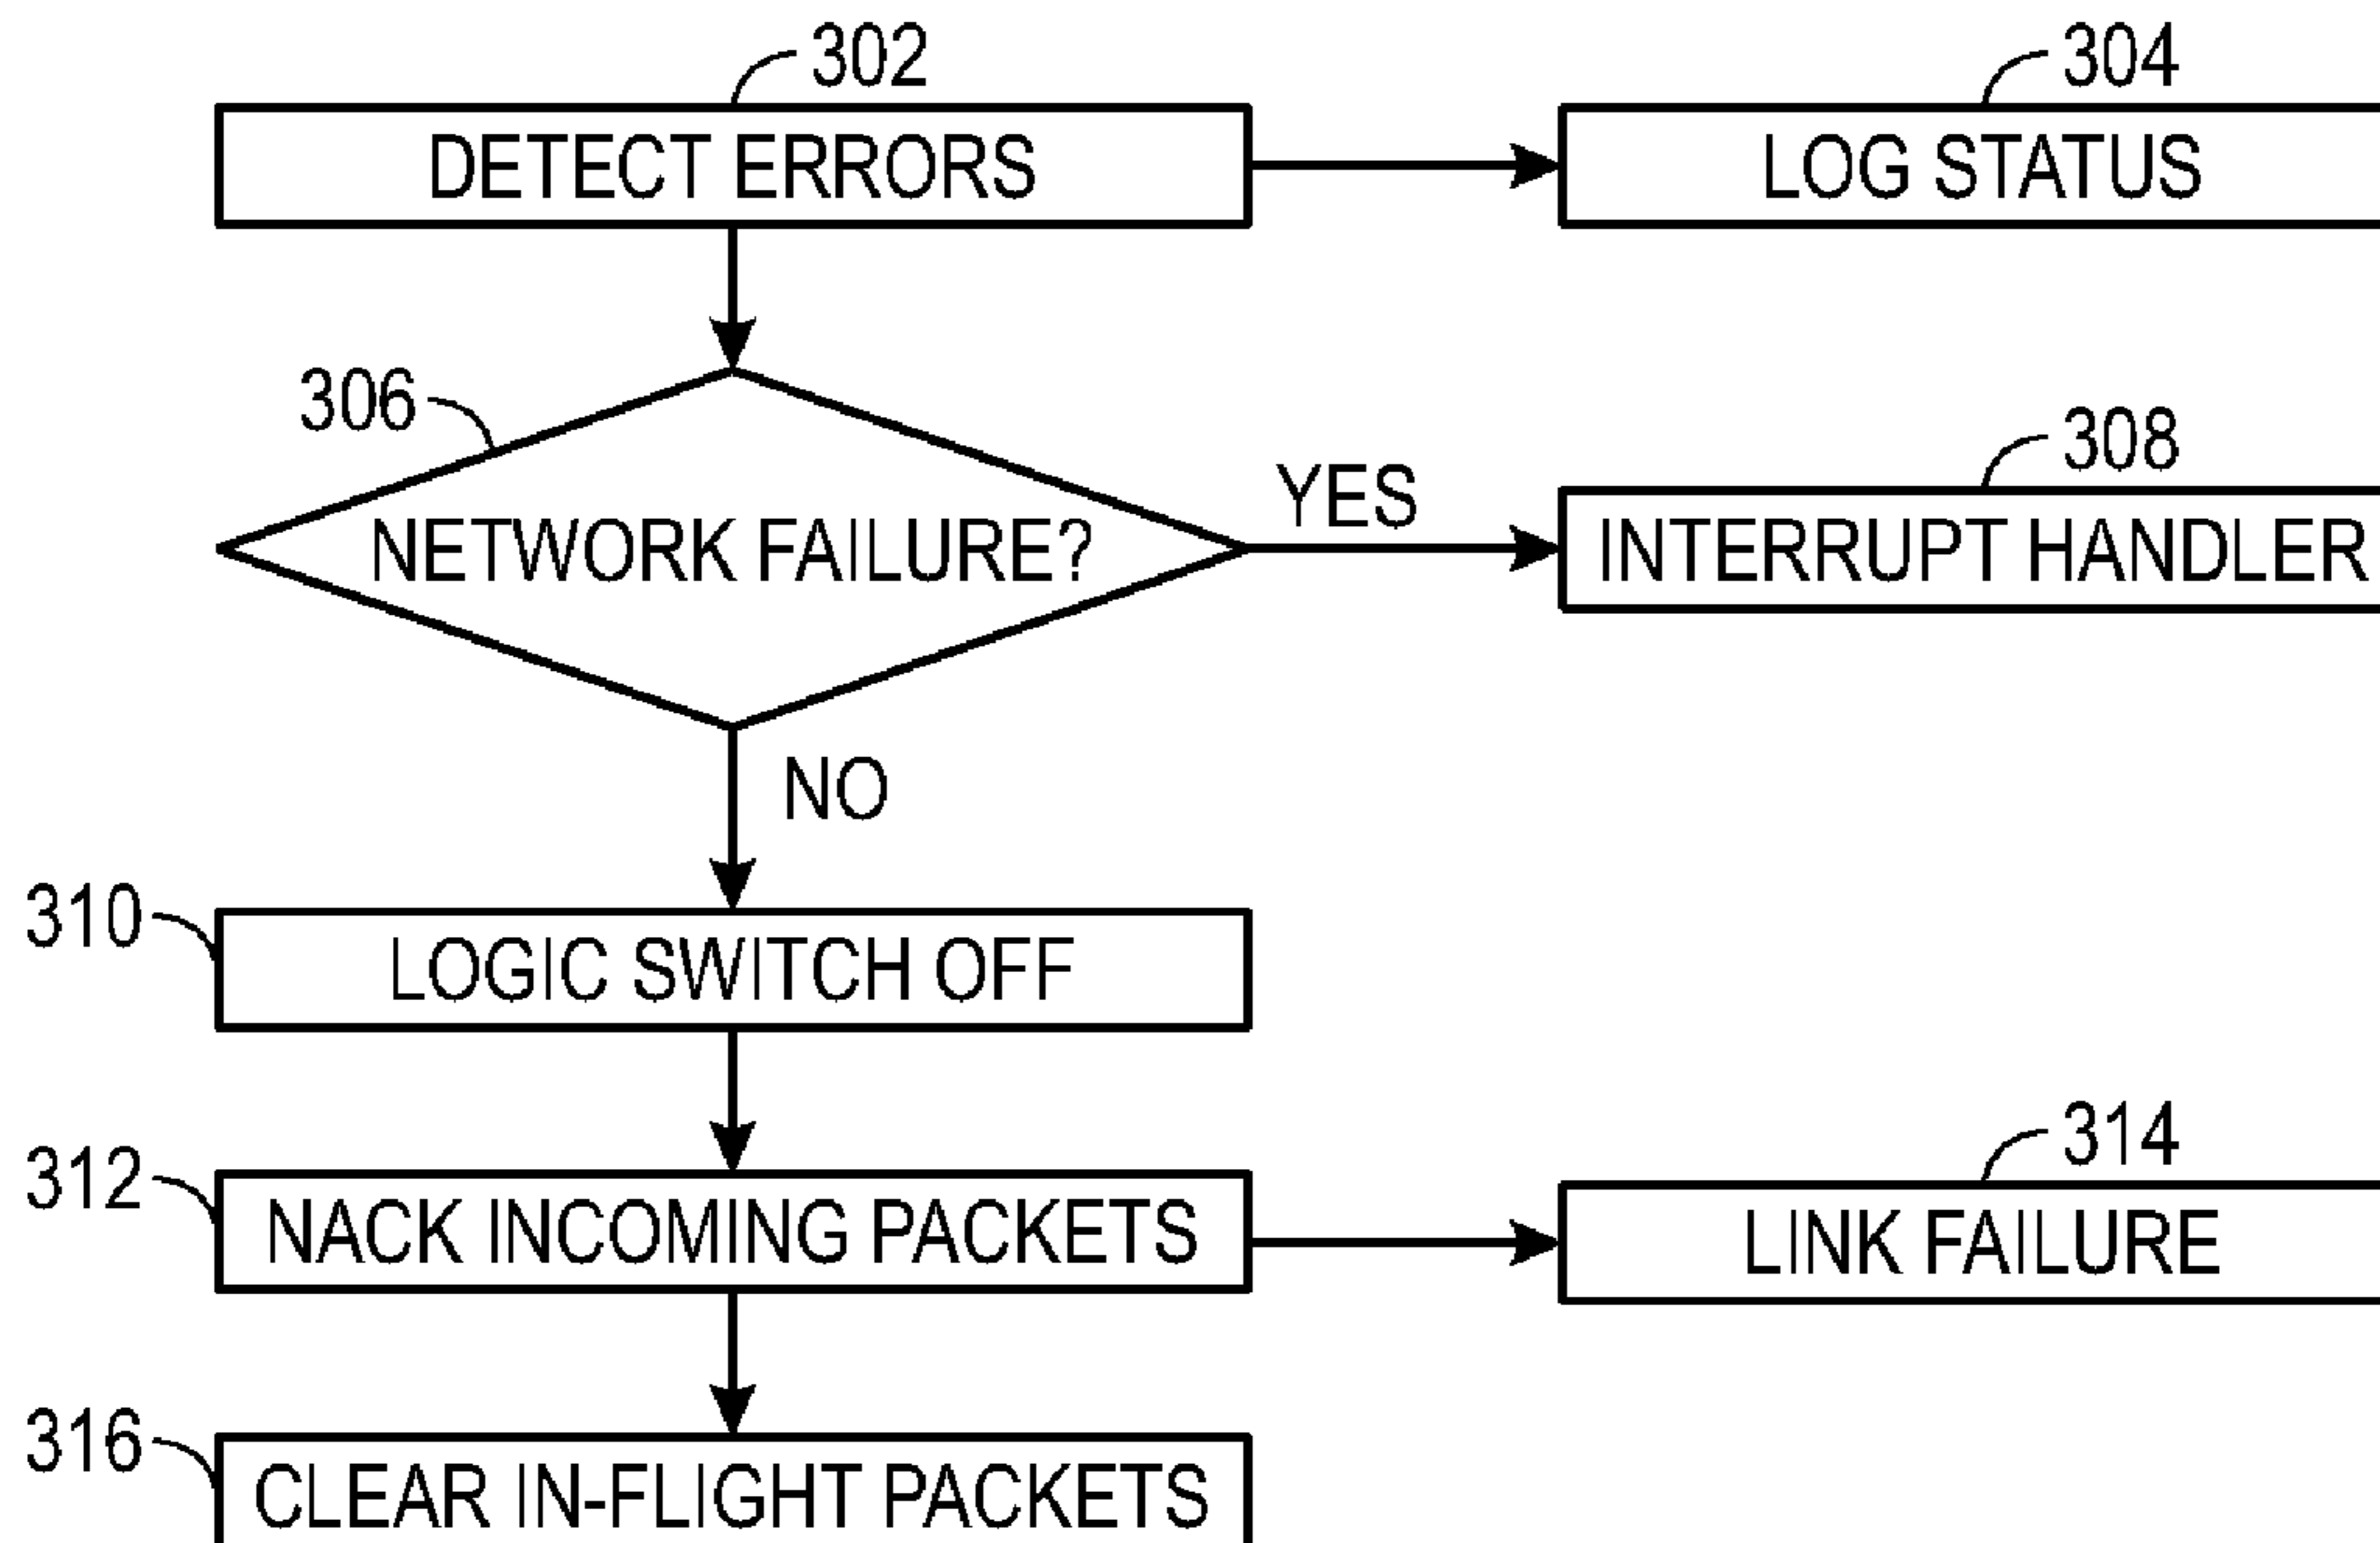 302
304
DETECT ERRORS
LOG STATUS
306
308
YES
NETWORK FAILURE?
INTERRUPT HANDLER
NO
310
LOGIC SWITCH OFF
314
312
NACK INCOMING PACKETS
LINK FAILURE
316
CLEAR IN-FLIGHT PACKETS